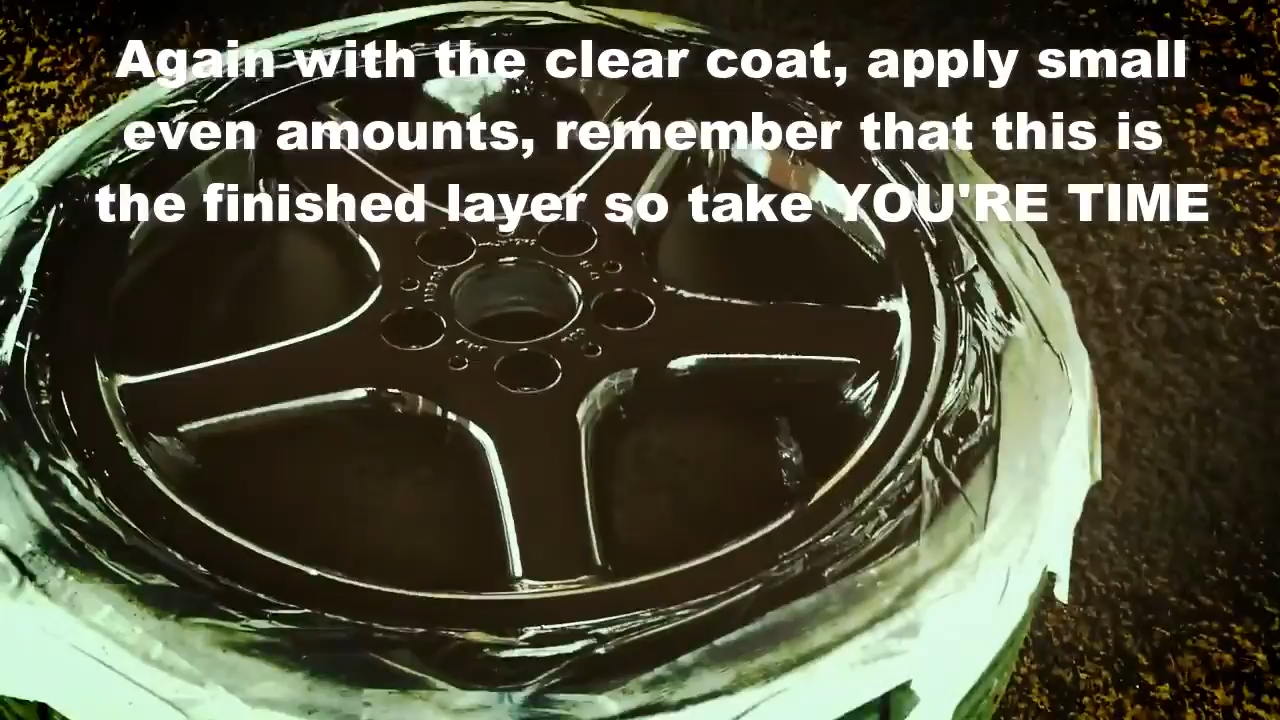 Again with the clear coat, apply small
even amounts, remember that this is
the finished layer so take YOU'RE TIME